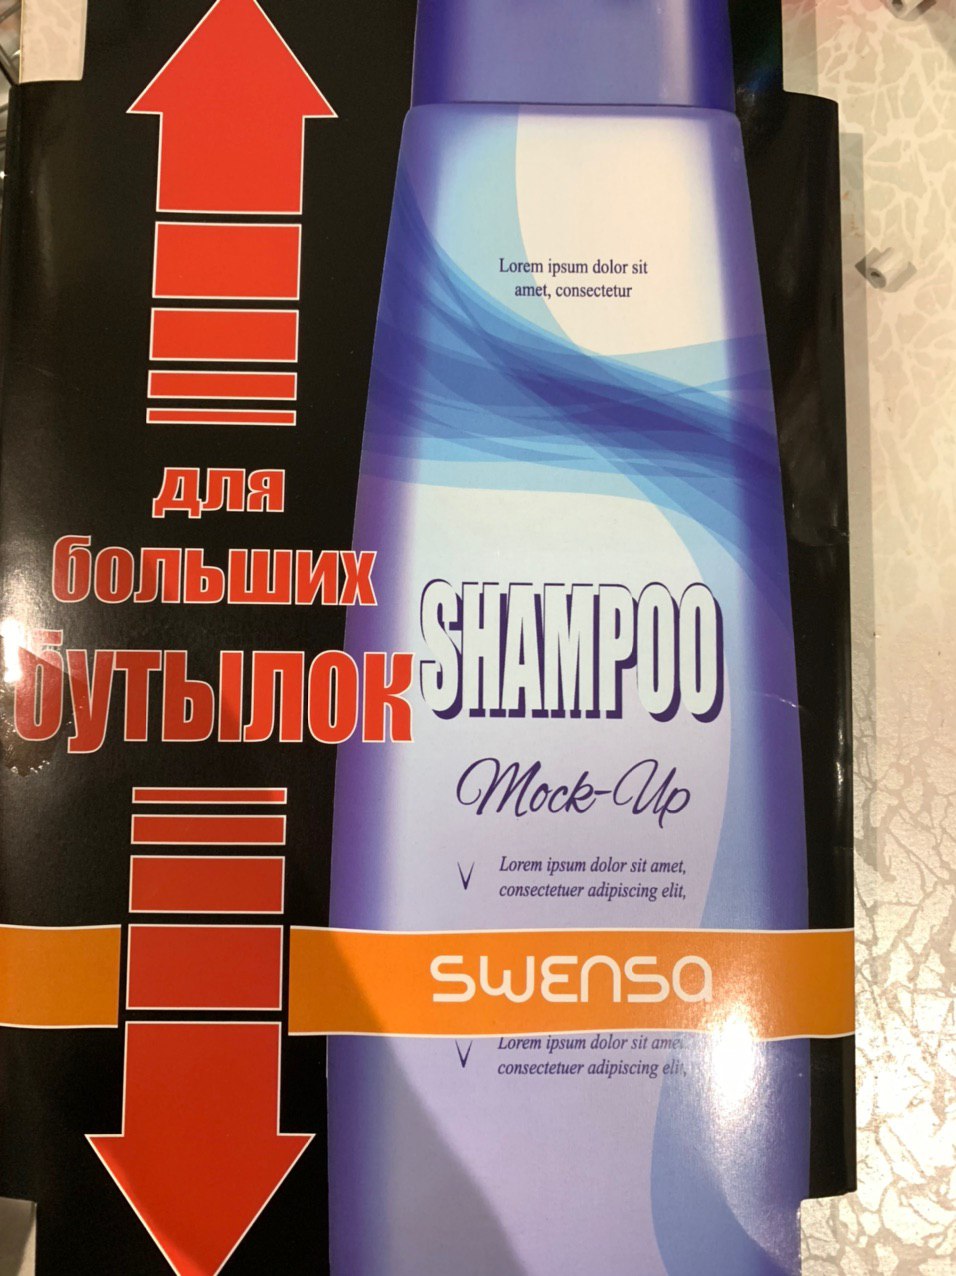 Lorem ipsum dolor sit
amet, consectetur
для
больших
бутылок
SHAMPOO
Mock-Up
Lorem ipsum dolor sit amet,
consectetuer adipiscing elit,
swensa
Lorem ipsum dolor sit amet,
consectetuer adipiscing elit,